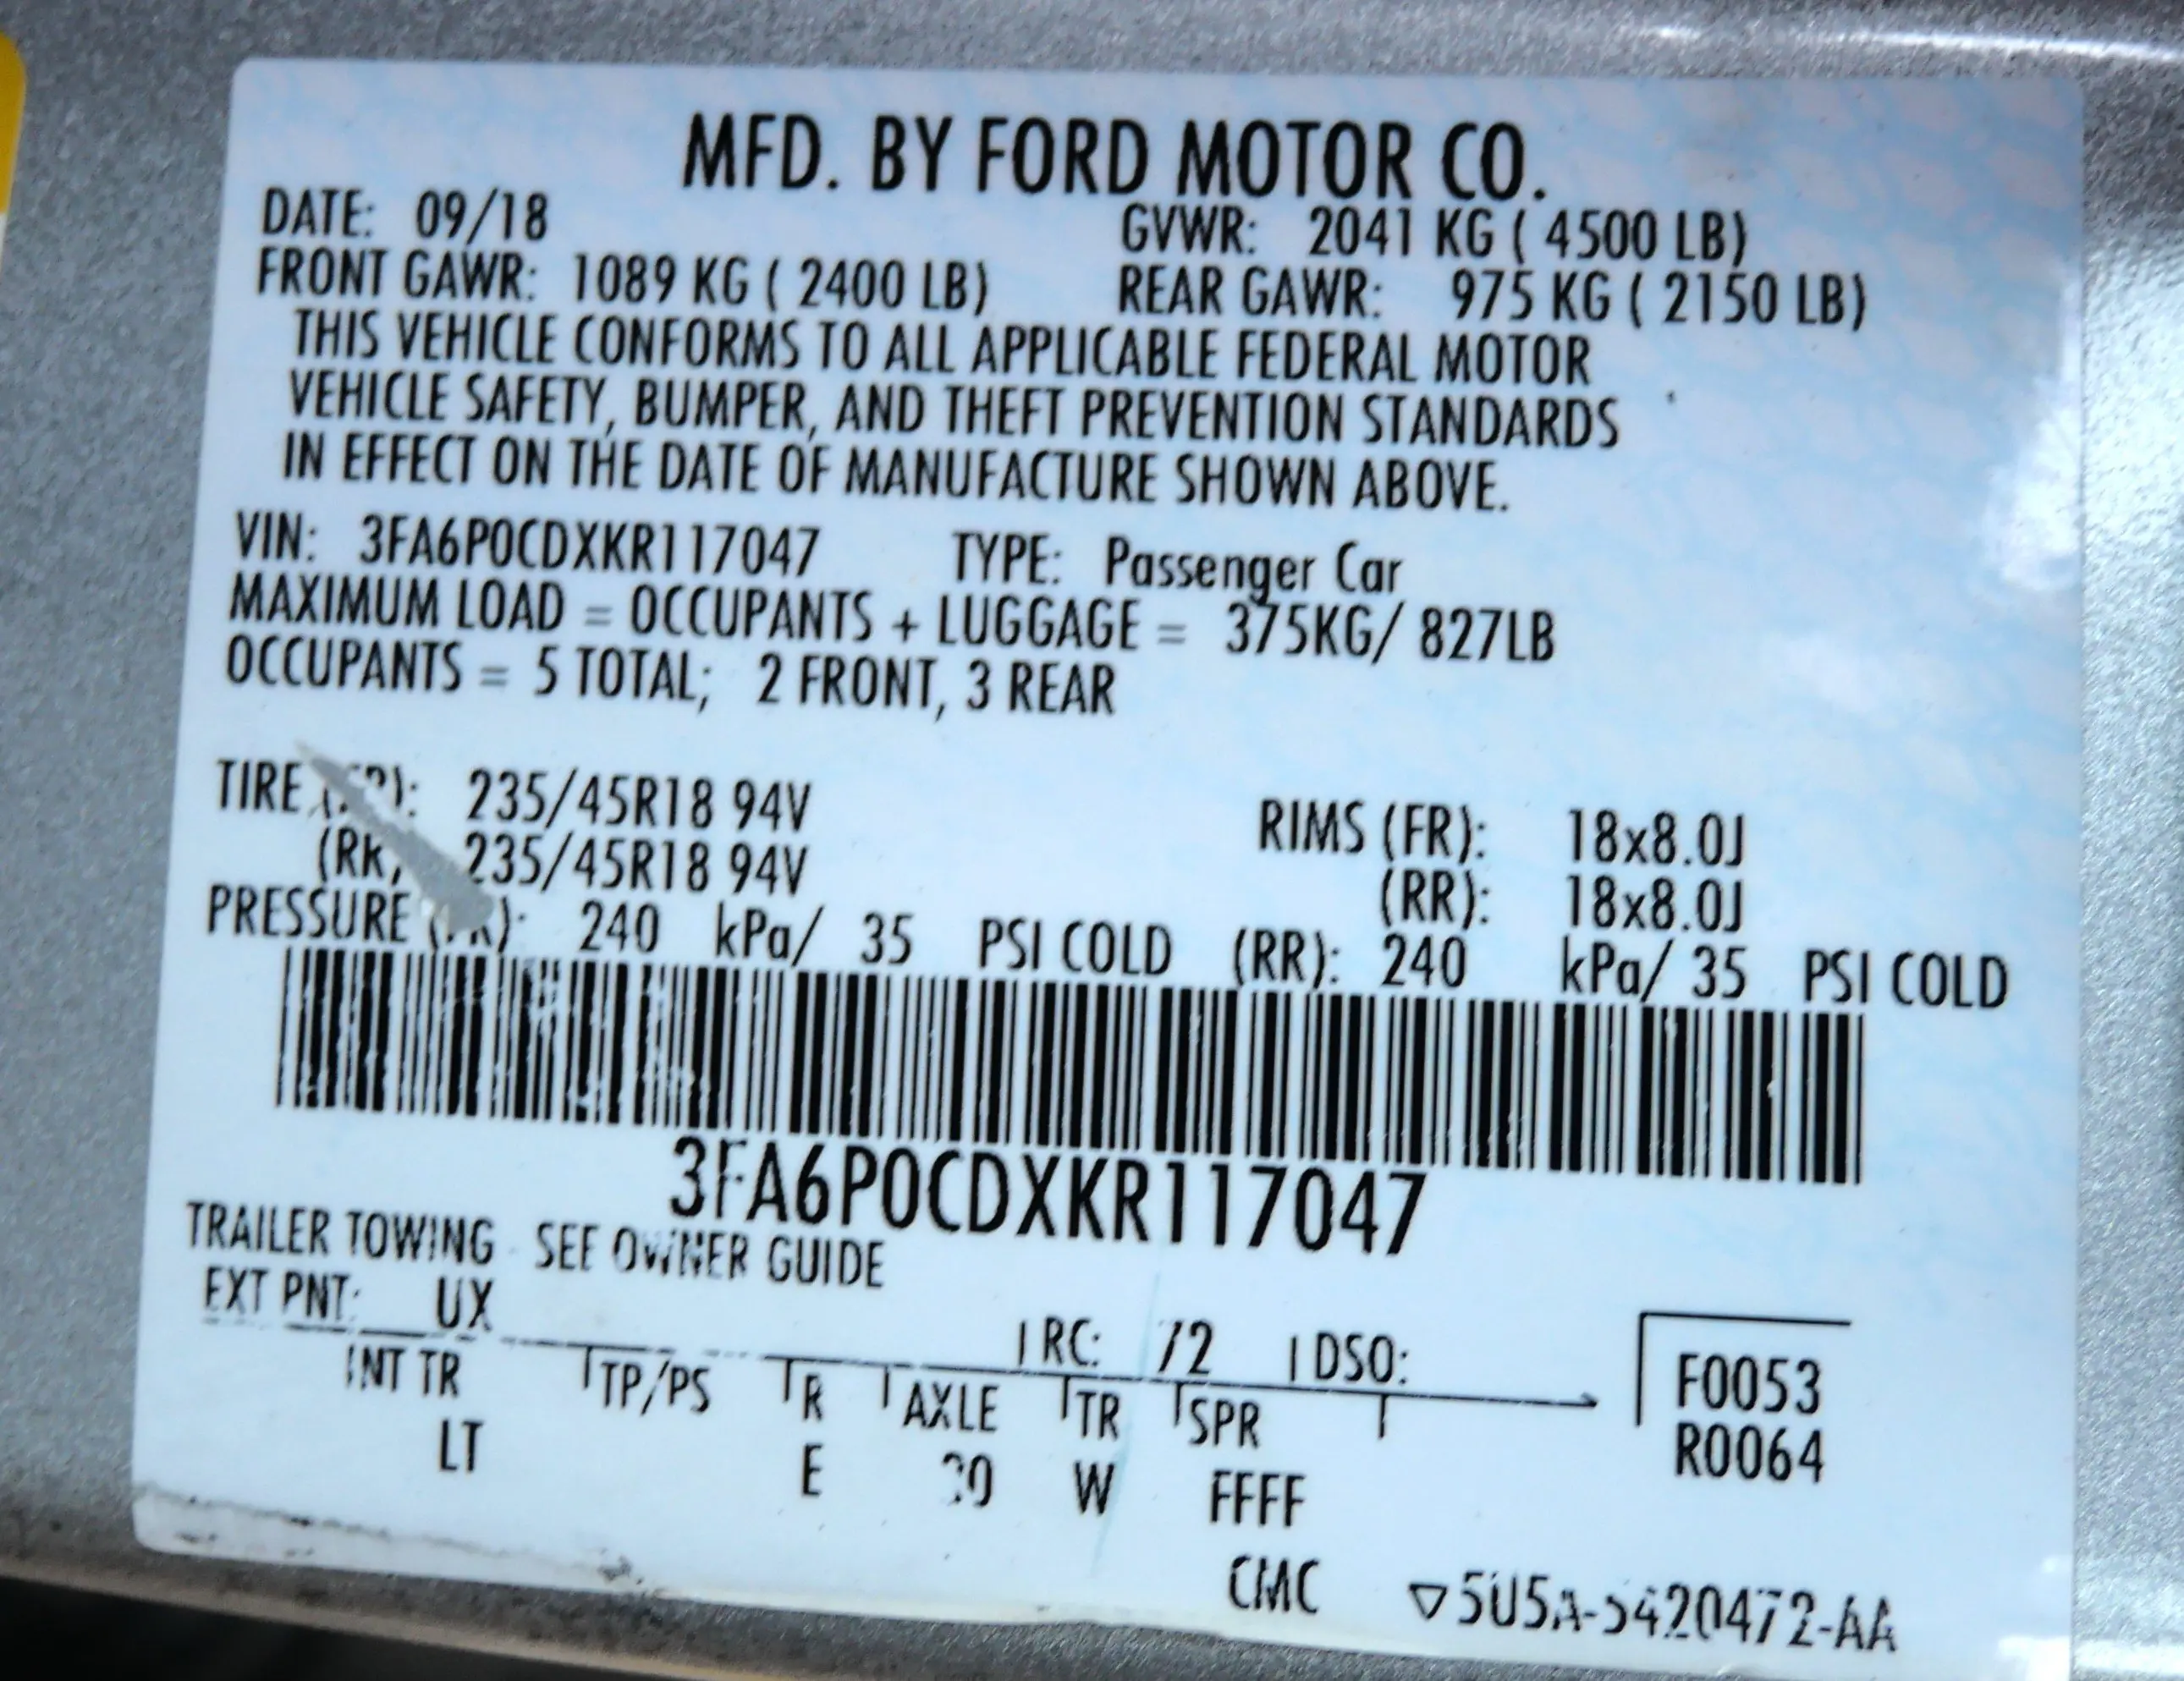 MFD. BY FORD MOTOR CO.
DATE: 09/18 GVWR: 2041 KG ( 4500 LB)
FRONT GAWR: 1089 KG ( 2400 LB) REAR GAWR: 975 KG ( 2150 LB)
THIS VEHICLE CONFORMS TO ALL APPLICABLE FEDERAL MOTOR
VEHICLE SAFETY, BUMPER, AND THEFT PREVENTION STANDARDS
IN EFFECT ON THE DATE OF MANUFACTURE SHOWN ABOVE.
VIN: 3FA6P0CDXKR117047 TYPE: Passenger Car
MAXIMUM LOAD = OCCUPANTS + LUGGAGE = 375KG/ 827LB
OCCUPANTS = 5 TOTAL; 2 FRONT, 3 REAR
TIRE 235/45R18 94V RIMS (FR): 18x8.0J
235/45R18 94V (RR): 18x8.0J
PRESSURE 240 kPa/ 35 PSI COLD (RR): 240 kPa/ 35 PSI COLD
3FA6P0CDXKR117047
TRAILER TOWING - SEE OWNER GUIDE
EXT PNT: UX RC: 72 DSO: F0053
INT TR TP/PS R AXLE TR SPR R0064
LT E W FFFF
CMC ▽5U5A-5420472-AA